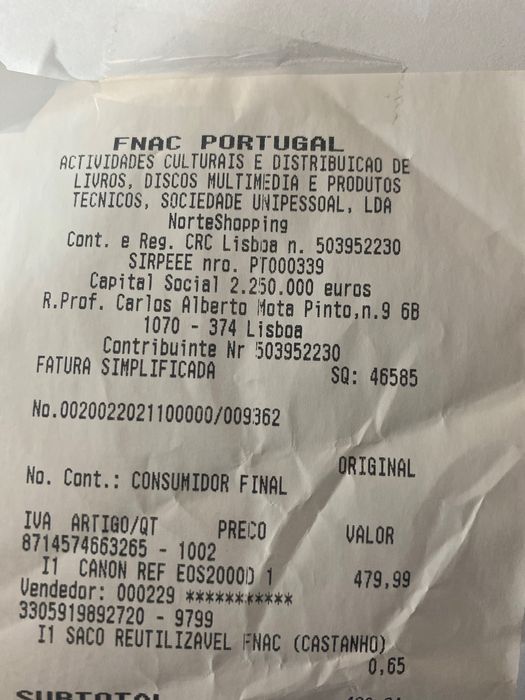 FNAC PORTUGAL
ACTIVIDADES CULTURAIS E DISTRIBUICAO DE
LIVROS, DISCOS MULTIMEDIA E PRODUTOS
TECNICOS, SOCIEDADE UNIPESSOAL, LDA
NorteShopping
Cont. e Reg. CRC Lisboa n. 503952230
SIRPEEE nro. PT000339
Capital Social 2.250.000 euros
R.Prof. Carlos Alberto Mota Pinto,n.9 6B
1070 - 374 Lisboa
Contribuinte Nr 503952230
FATURA SIMPLIFICADA SQ: 46585
No.0020022021100000/009362
ORIGINAL
No. Cont.: CONSUMIDOR FINAL
IVA ARTIGO/QT PRECO VALOR
8714574663265 - 1002
I1 CANON REF EOS2000D 1 479,99
Vendedor: 000229 ***********
3305919892720 - 9799
I1 SACO REUTILIZAVEL FNAC (CASTANHO)
0,65
SUBTOTAL